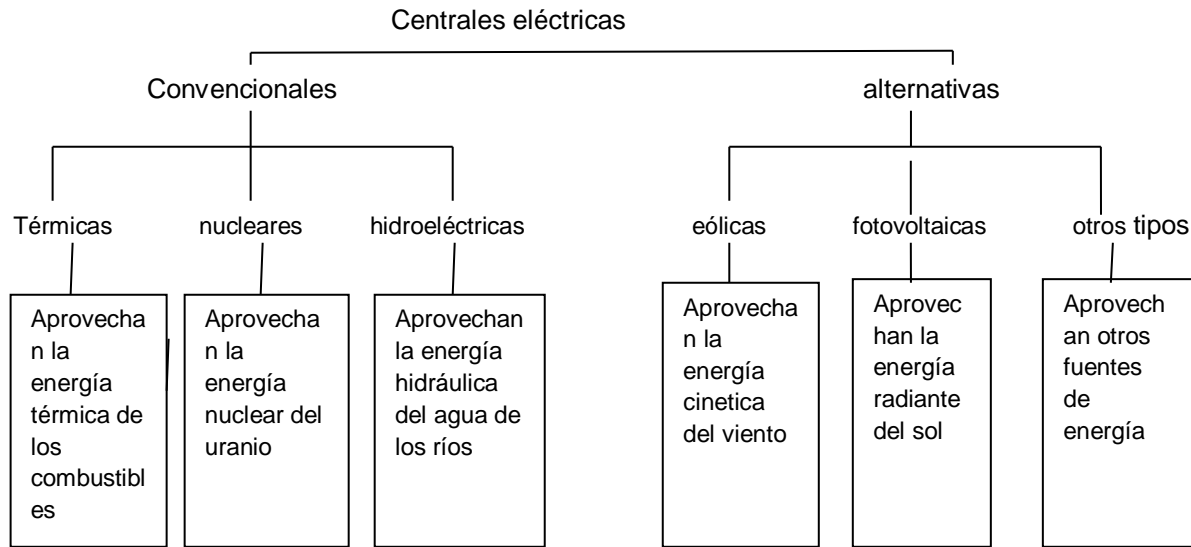 Centrales eléctricas
Convencionales
alternativas
Térmicas
nucleares
hidroeléctricas
eólicas
fotovoltaicas
otros tipos
Aprovecha
n la
energía
térmica de
los
combustibl
es
Aprovecha
n la
energía
nuclear del
uranio
Aprovechan
la energía
hidráulica
del agua de
los ríos
Aprovecha
n la
energía
cinetica
del viento
Aprovec
han la
energía
radiante
del sol
Aprovech
an otros
fuentes
de
energía